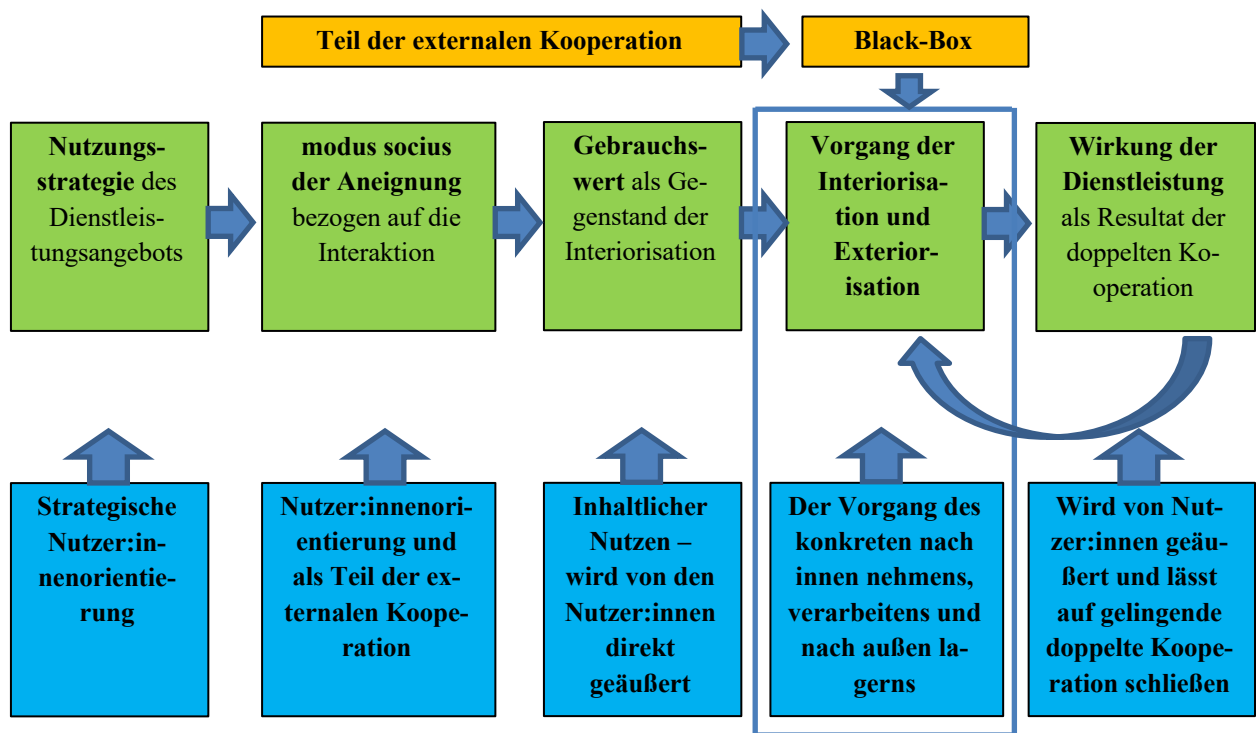 Teil der externalen Kooperation
Black-Box
Nutzungs-
strategie des
Dienstleis-
tungsangebots
modus socius
der Aneignung
bezogen auf die
Interaktion
Gebrauchs-
wert als Ge-
genstand der
Interiorisation
Vorgang der
Interiorisa-
tion und
Exterior-
isation
Wirkung der
Dienstleistung
als Resultat der
doppelten Ko-
operation
Strategische
Nutzer:in-
nenorientie-
rung
Nutzer:innenori-
entierung und
als Teil der ex-
ternalen Koope-
ration
Inhaltlicher
Nutzen –
wird von den
Nutzer:innen
direkt
geäußert
Der Vorgang des
konkreten nach
innen nehmens,
verarbeitens und
nach außen la-
gerns
Wird von Nut-
zer:innen geäu-
ßert und lässt
auf gelingende
doppelte Koope-
ration schließen